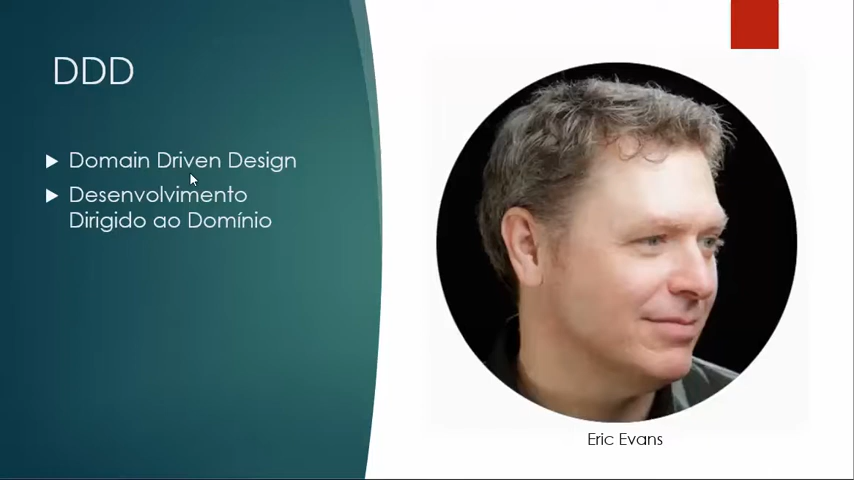 DDD
Domain Driven Design
Desenvolvimento
Dirigido ao Domínio
Eric Evans